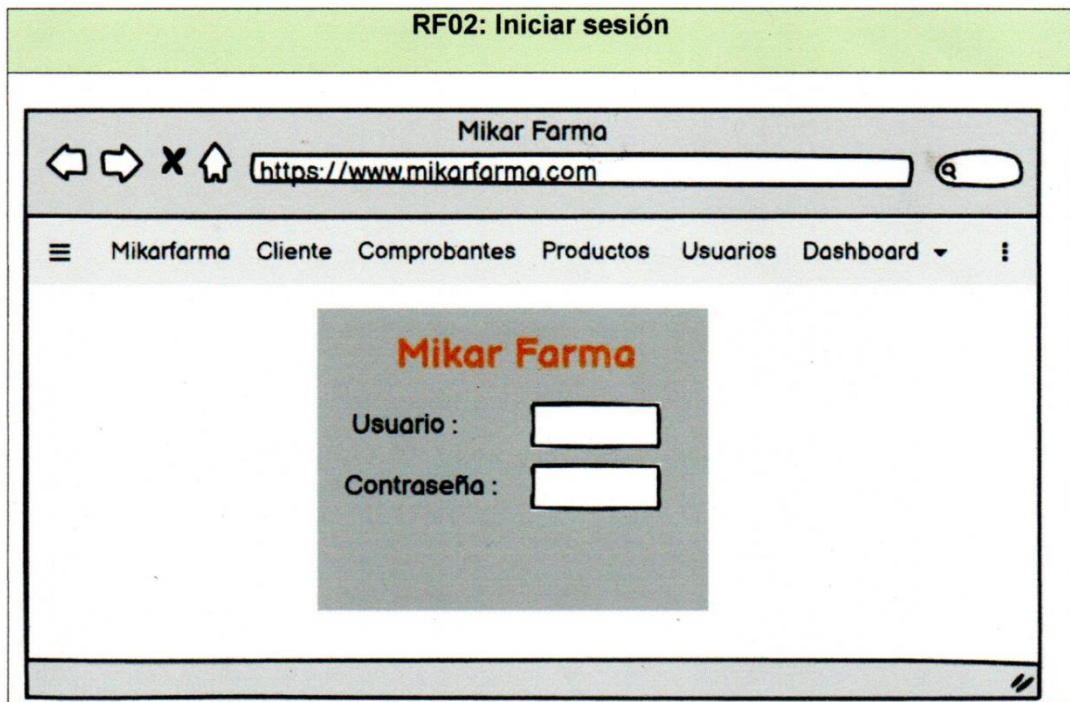 RF02: Iniciar sesión
Mikar Farma
https://www.mikarfarma.com
Mikarfarma Cliente Comprobantes Productos Usuarios Dashboard
Mikar Farma
Usuario :
Contraseña :